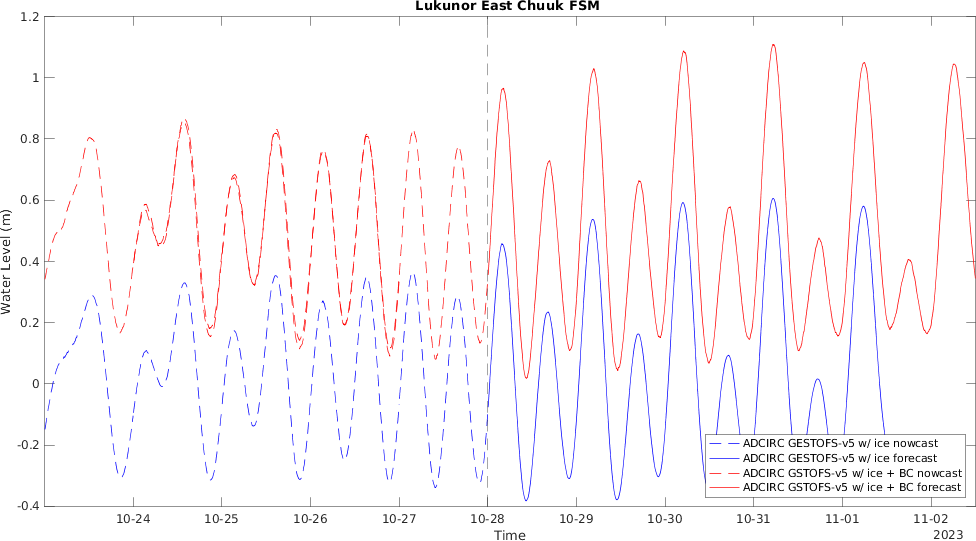 Lukunor East Chuuk FSM
1.2
1
0.8
0.6
0.4
0.2
0
-0.2
-0.4
Water Level (m)
10-24 10-25 10-26 10-27 10-28 10-29 10-30 10-31 11-01 11-02
Time
2023
ADCIRC GESTOFS-v5 w/ ice nowcast
ADCIRC GESTOFS-v5 w/ ice forecast
ADCIRC GSTOFS-v5 w/ ice + BC nowcast
ADCIRC GSTOFS-v5 w/ ice + BC forecast